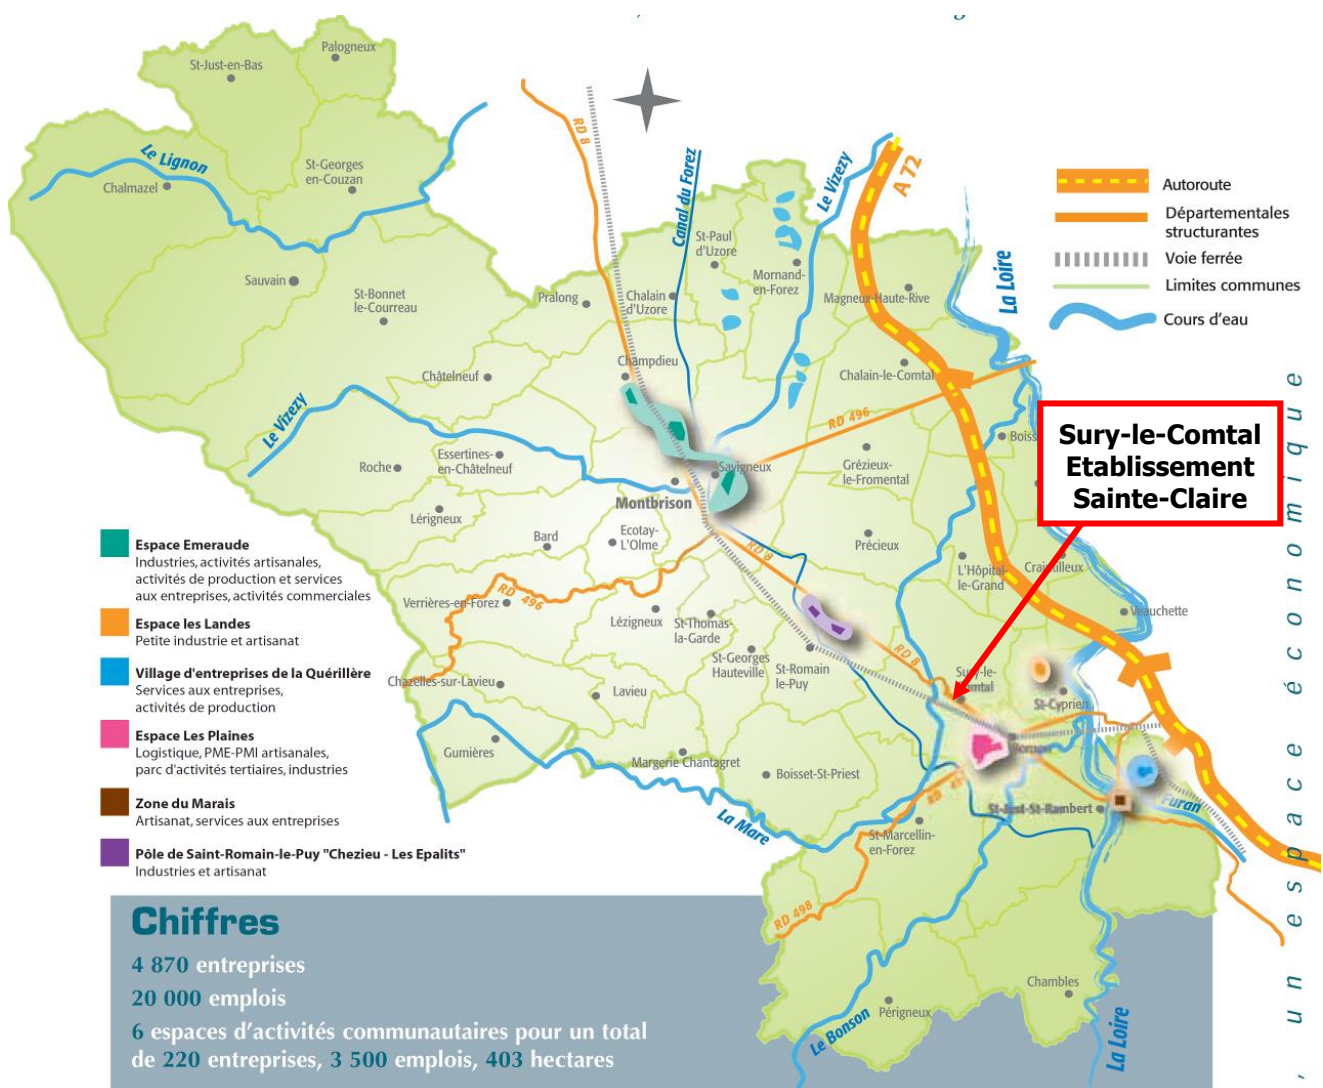 Palogneux
St-Just-en-Bas
RD 8
Le Lignon
St-Georges
en-Couzan
Chalmazel
Canal du Forez
Le Vizezy
A 72
Autoroute
Départementales
structurantes
Voie ferrée
Limites communes
Cours d'eau
St-Paul
d'Uzore
Mornand-
en-Forez
La Loire
Sauvain
St-Bonnet
le-Courreau
Pralong
Chalain
d'Uzore
Magneux-Haute-Rive
Châtelneuf
Champdieu
Chalain-le-Comtal
Le Vizezy
RD 496
Roche
Essertines-
en-Châtelneuf
Savigneux
Grézieux-
le-Fromental
Boiss
Sury-le-Comtal
Etablissement
Sainte-Claire
Montbrison
Lérigneux
Bard
Ecotay-
L'Olme
RD 8
Précieux
L'Hôpital-
le-Grand
Craintilleux
Veauchette
Verrières-en-Forez
RD 496
Lézigneux
St-Thomas-
la-Garde
St-Georges
Hauteville
St-Romain
le-Puy
RD 8
Sury-le-
Comtal
St-Cyprien
Chazelles-sur-Lavieu
Lavieu
Gumières
Margerie Chantagret
Boisset-St-Priest
Bonson
La Mare
St-Marcellin-
en-Forez
St-Just-St-Rambert
Furan
RD 498
Chambles
Périgneux
Le Bonson
La Loire
un espace économique
Espace Emeraude
Industries, activités artisanales,
activités de production et services
aux entreprises, activités commerciales
Espace les Landes
Petite industrie et artisanat
Village d'entreprises de la Quérillère
Services aux entreprises,
activités de production
Espace Les Plaines
Logistique, PME-PMI artisanales,
parc d'activités tertiaires, industries
Zone du Marais
Artisanat, services aux entreprises
Pôle de Saint-Romain-le-Puy "Chezieu - Les Epalits"
Industries et artisanat
Chiffres
4 870 entreprises
20 000 emplois
6 espaces d'activités communautaires pour un total
de 220 entreprises, 3 500 emplois, 403 hectares